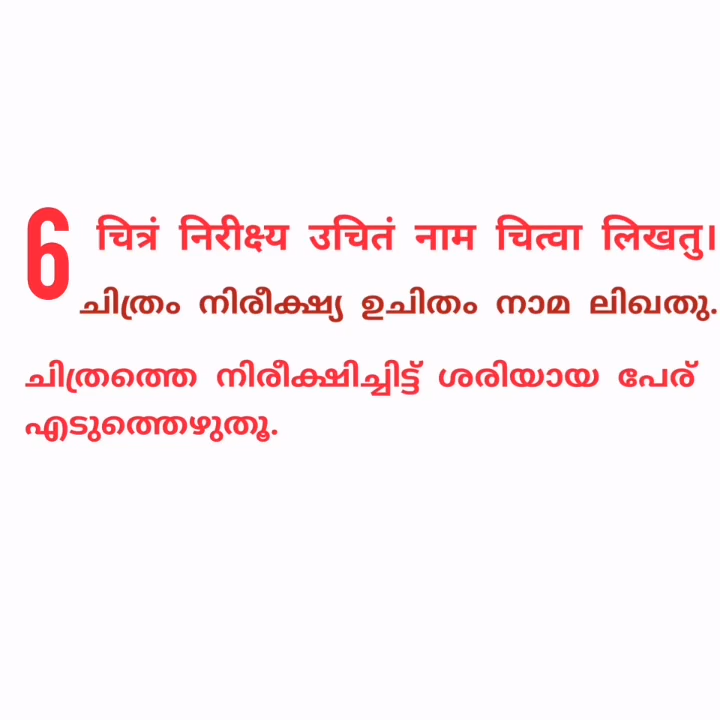 6 चित्रं निरीक्ष्य उचितं नाम चित्वा लिखतु।
ചിത്രം നിരീക്ഷ്യ ഉചിതം നാമ ലിഖതു.
ചിത്രത്തെ നിരീക്ഷിച്ചിട്ട് ശരിയായ പേര്
എടുത്തെഴുതൂ.